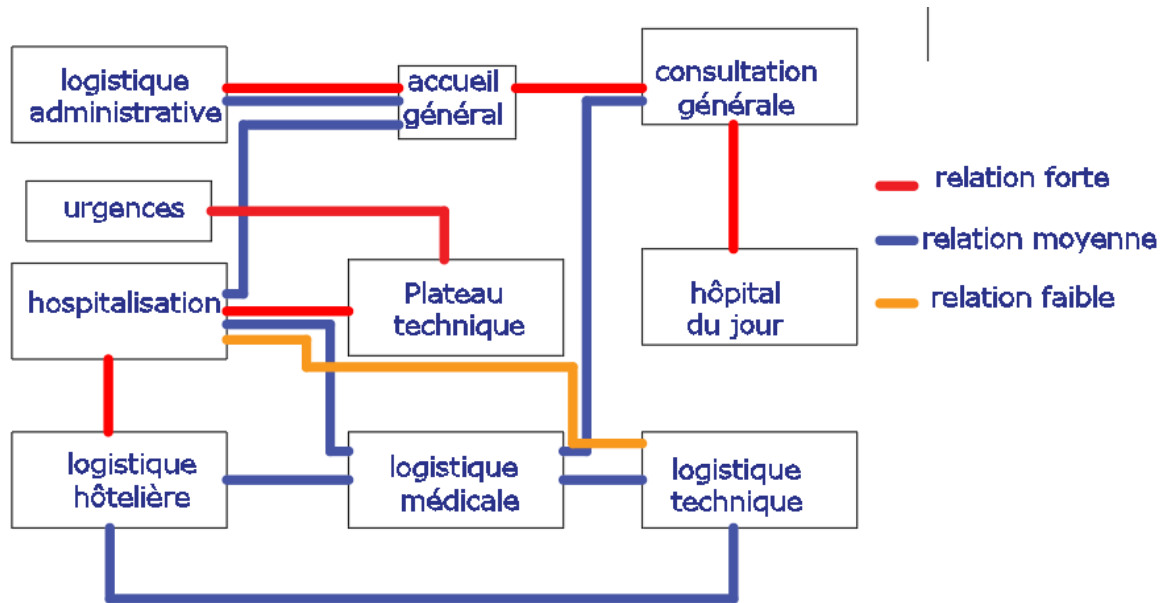 logistique
administrative
accueil
général
consultation
générale
urgences
relation forte
relation moyenne
relation faible
hospitalisation
Plateau
technique
hôpital
du jour
logistique
hôtelière
logistique
médicale
logistique
technique